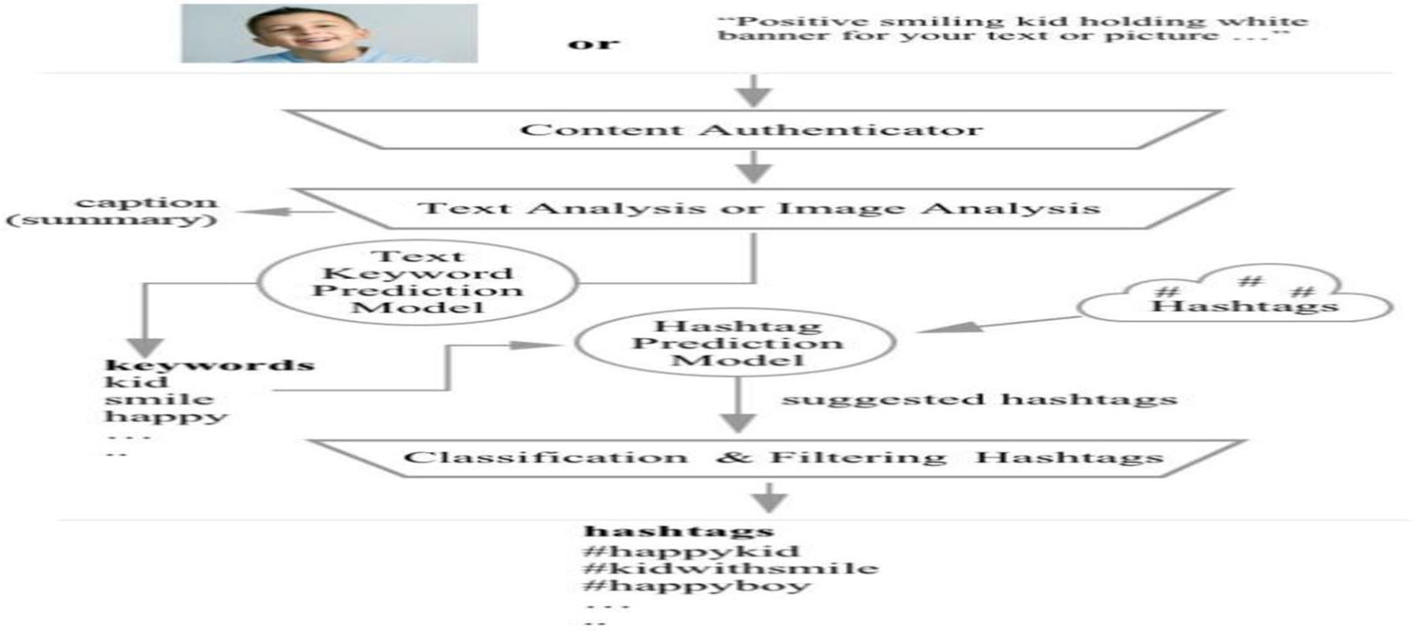 or
“Positive smiling kid holding white
banner for your text or picture ...”
Content Authenticator
Text Analysis or Image Analysis
caption
(summary)
Text
Keyword
Prediction
Model
# # #
Hashtags
Hashtag
Prediction
Model
keywords
kid
smile
happy
...
..
suggested hashtags
Classification & Filtering Hashtags
hashtags
#happykid
#kidwithsmile
#happyboy
...
..